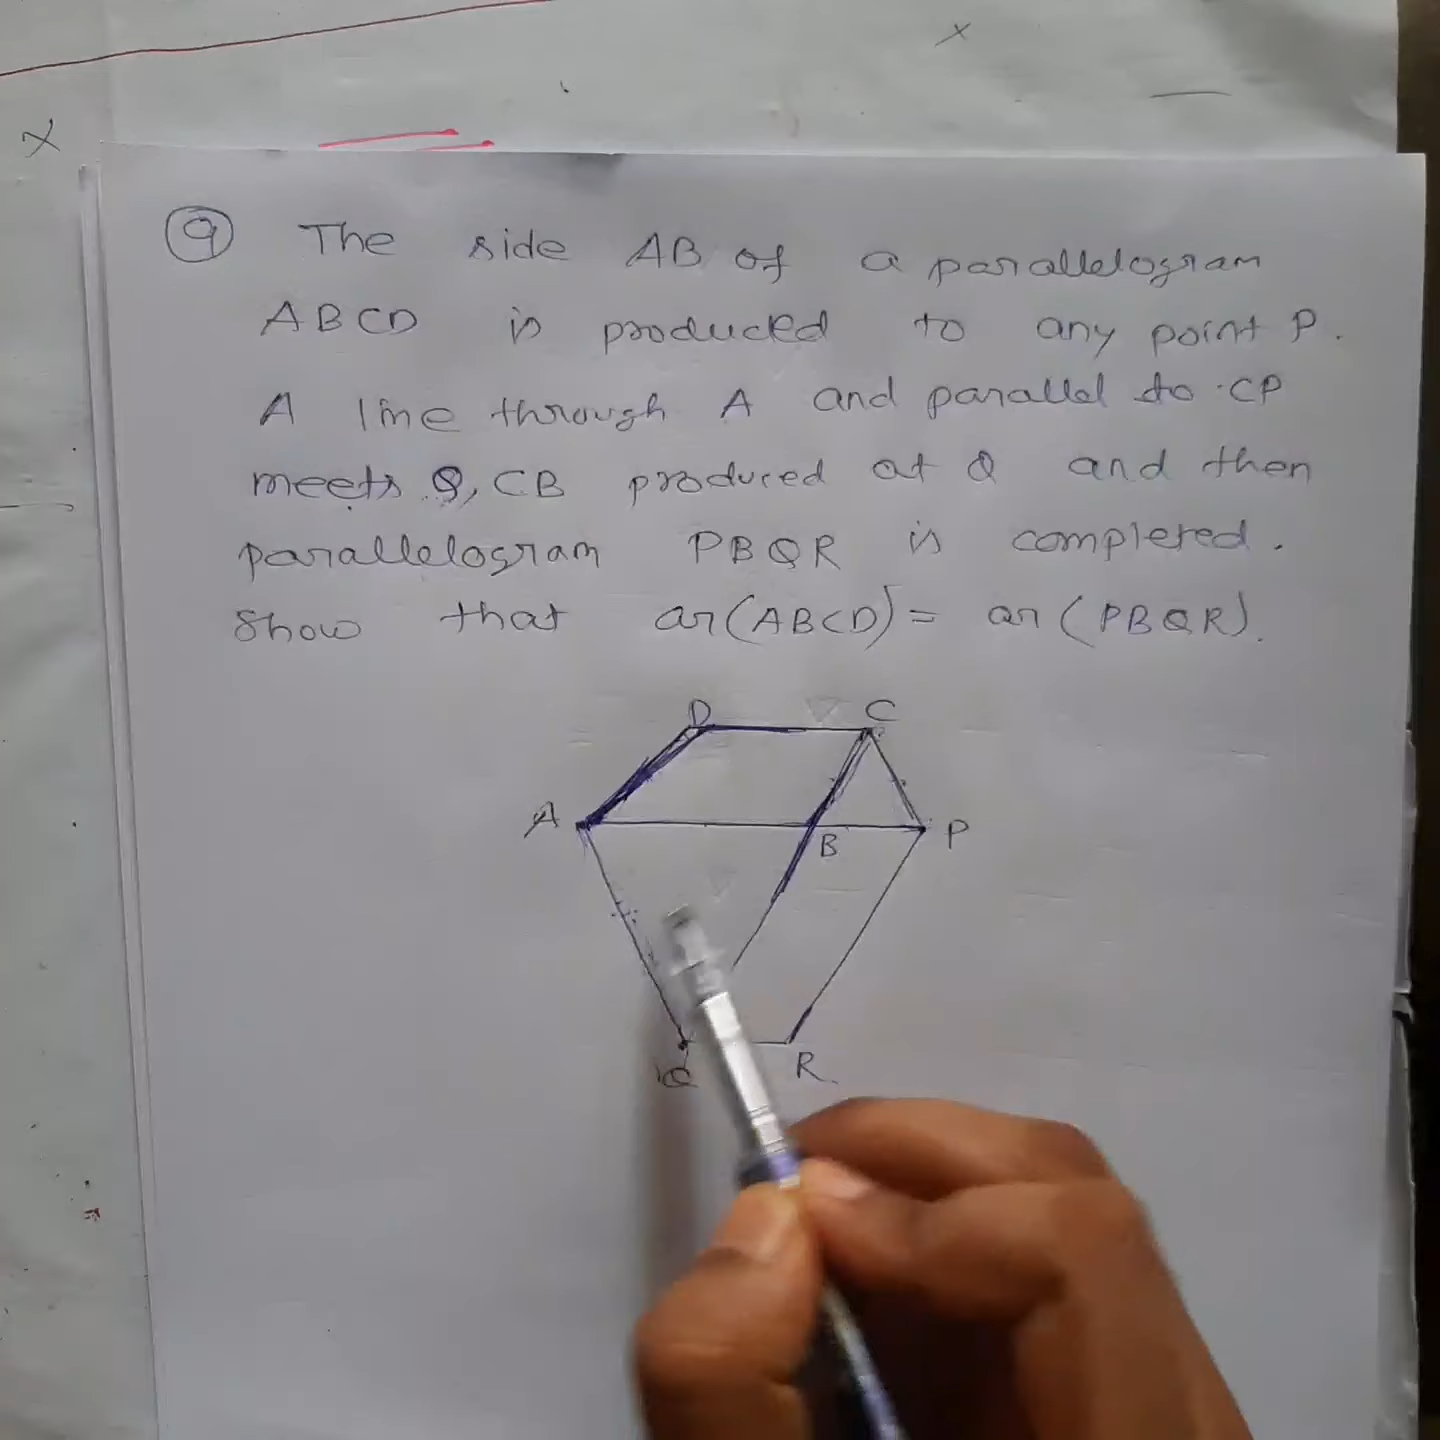 9 The side AB of a parallelogram
ABCD is produced to any point P.
A line through A and parallel to CP
meets Q, CB produced at Q and then
parallelogram PBQR is completed.
Show that ar(ABCD) = ar(PBQR).
D C
A B P
Q R